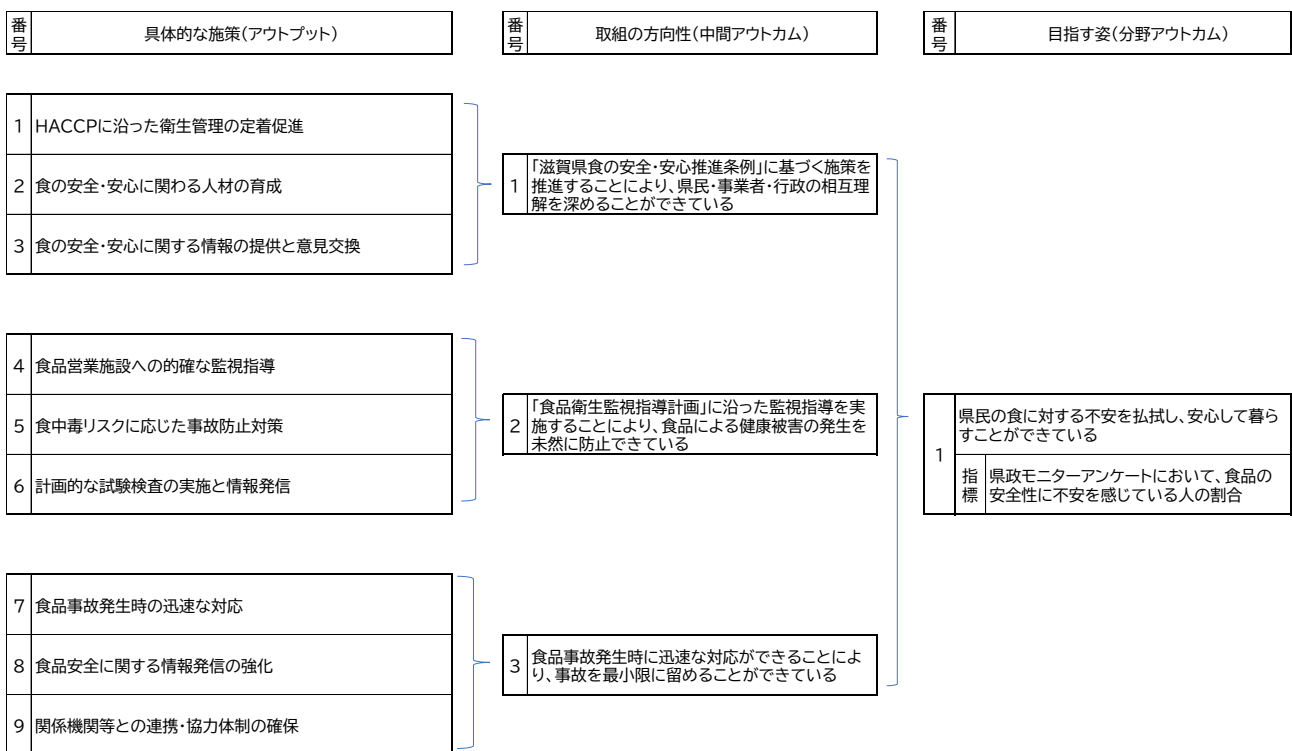 番号
具体的な施策(アウトプット)
番号
取組の方向性(中間アウトカム)
番号
目指す姿(分野アウトカム)
1 HACCPに沿った衛生管理の定着促進
2 食の安全・安心に関わる人材の育成
3 食の安全・安心に関する情報の提供と意見交換
1
「滋賀県食の安全・安心推進条例」に基づく施策を
推進することにより、県民・事業者・行政の相互理
解を深めることができている
4 食品営業施設への的確な監視指導
5 食中毒リスクに応じた事故防止対策
6 計画的な試験検査の実施と情報発信
2
「食品衛生監視指導計画」に沿った監視指導を実
施することにより、食品による健康被害の発生を
未然に防止できている
7 食品事故発生時の迅速な対応
8 食品安全に関する情報発信の強化
9 関係機関等との連携・協力体制の確保
3
食品事故発生時に迅速な対応ができることによ
り、事故を最小限に留めることができている
1
県民の食に対する不安を払拭し、安心して暮ら
すことができている
指標
県政モニターアンケートにおいて、食品の
安全性に不安を感じている人の割合